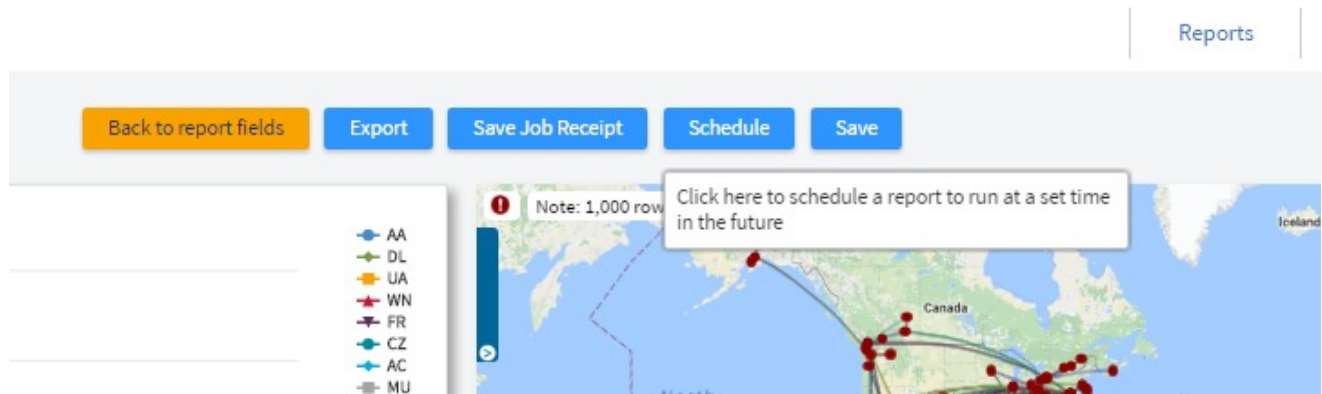 Reports
Back to report fields
Export
Save Job Receipt
Schedule
Save
Note: 1,000 row
Click here to schedule a report to run at a set time
in the future
AA
DL
UA
WN
FR
CZ
AC
MU
Iceland
Canada
North